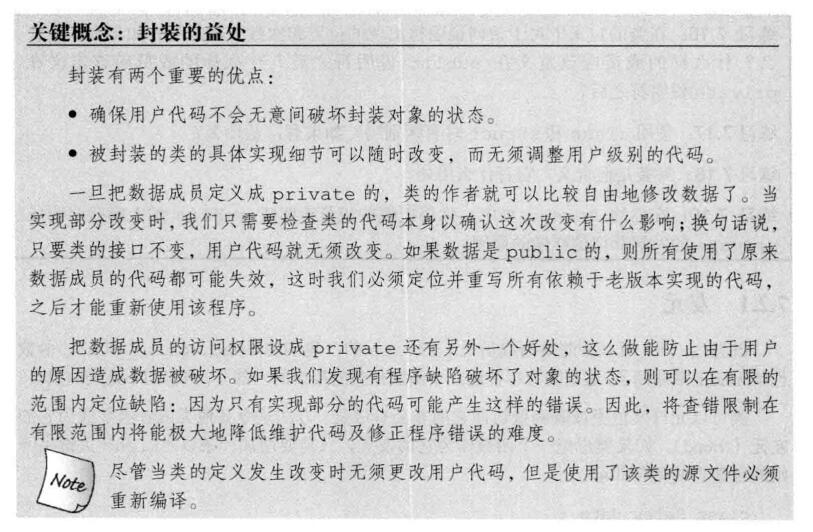 关键概念：封装的益处
封装有两个重要的优点：
● 确保用户代码不会无意间破坏封装对象的状态。
● 被封装的类的具体实现细节可以随时改变，而无须调整用户级别的代码。
一旦把数据成员定义成 private 的，类的作者就可以比较自由地修改数据了。当
实现部分改变时，我们只需要检查类的代码本身以确认这次改变有什么影响；换句话说，
只要类的接口不变，用户代码就无须改变。如果数据是 public 的，则所有使用了原来
数据成员的代码都可能失效，这时我们必须定位并重写所有依赖于老版本实现的代码，
之后才能重新使用该程序。
把数据成员的访问权限设成 private 还有另外一个好处，这么做能防止由于用户
的原因造成数据被破坏。如果我们发现有程序缺陷破坏了对象的状态，则可以在有限的
范围内定位缺陷：因为只有实现部分的代码可能产生这样的错误。因此，将查错限制在
有限范围内将能极大地降低维护代码及修正程序错误的难度。
Note
尽管当类的定义发生改变时无须更改用户代码，但是使用了该类的源文件必须
重新编译。